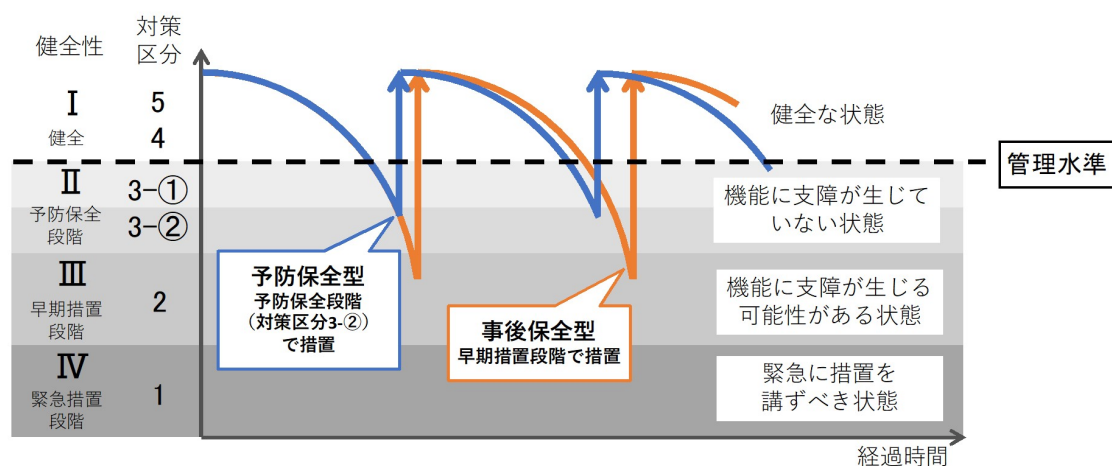 健全性
対策
区分
Ⅰ
健全
5
4
健全な状態
管理水準
Ⅱ
予防保全
段階
3-①
3-②
機能に支障が生じて
いない状態
予防保全型
予防保全段階
（対策区分3-②）
で措置
Ⅲ
早期措置
段階
2
機能に支障が生じる
可能性がある状態
事後保全型
早期措置段階で措置
Ⅳ
緊急措置
段階
1
緊急に措置を
講ずべき状態
経過時間